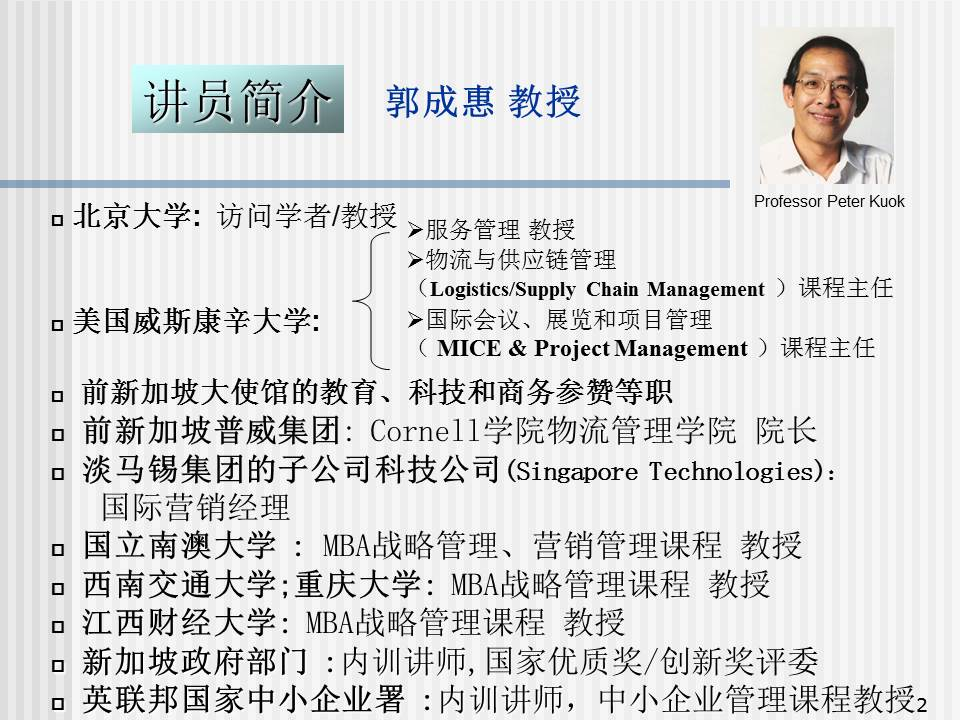 讲员简介
郭成惠 教授
Professor Peter Kuok
北京大学: 访问学者/教授
美国威斯康辛大学:
➢服务管理 教授
➢物流与供应链管理
（Logistics/Supply Chain Management ）课程主任
➢国际会议、展览和项目管理
（ MICE & Project Management ）课程主任
前新加坡大使馆的教育、科技和商务参赞等职
前新加坡普威集团: Cornell学院物流管理学院 院长
淡马锡集团的子公司科技公司(Singapore Technologies):
国际营销经理
国立南澳大学 : MBA战略管理、营销管理课程 教授
西南交通大学;重庆大学: MBA战略管理课程 教授
江西财经大学: MBA战略管理课程 教授
新加坡政府部门 :内训讲师,国家优质奖/创新奖评委
英联邦国家中小企业署 :内训讲师，中小企业管理课程教授
2